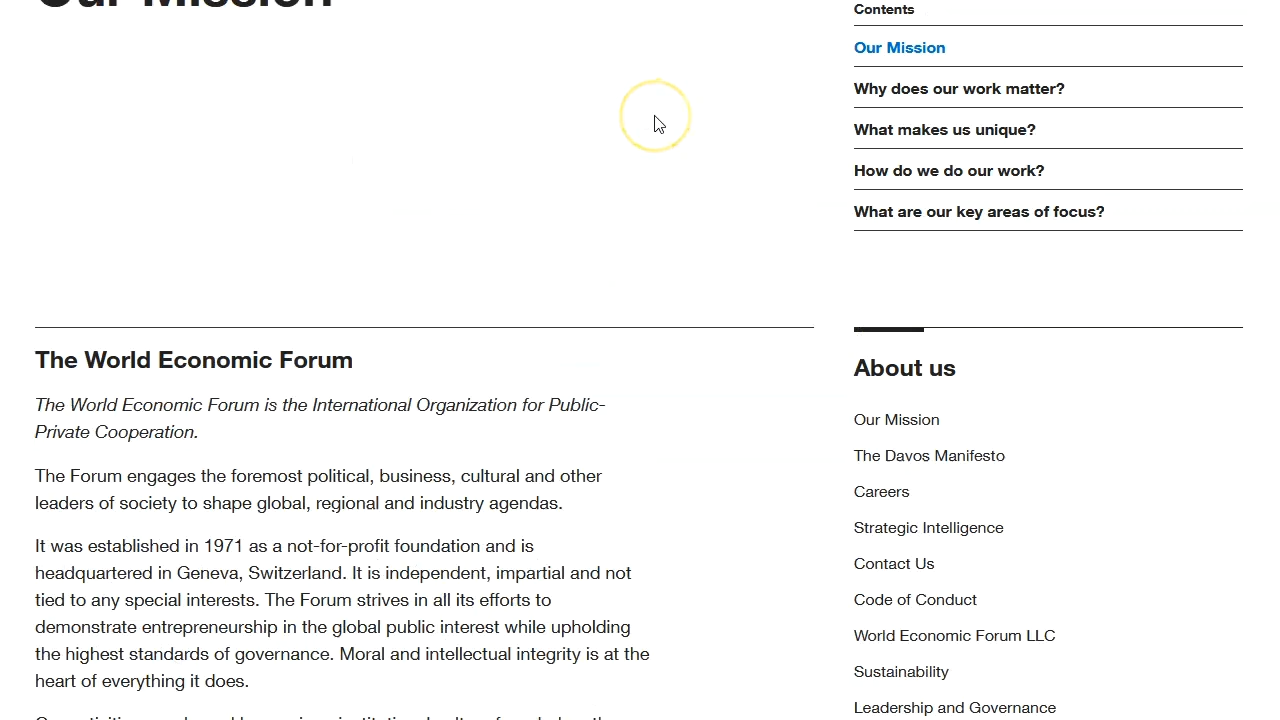 Our Mission
Contents
Our Mission
Why does our work matter?
What makes us unique?
How do we do our work?
What are our key areas of focus?
The World Economic Forum
The World Economic Forum is the International Organization for Public-
Private Cooperation.
The Forum engages the foremost political, business, cultural and other
leaders of society to shape global, regional and industry agendas.
It was established in 1971 as a not-for-profit foundation and is
headquartered in Geneva, Switzerland. It is independent, impartial and not
tied to any special interests. The Forum strives in all its efforts to
demonstrate entrepreneurship in the global public interest while upholding
the highest standards of governance. Moral and intellectual integrity is at the
heart of everything it does.
About us
Our Mission
The Davos Manifesto
Careers
Strategic Intelligence
Contact Us
Code of Conduct
World Economic Forum LLC
Sustainability
Leadership and Governance